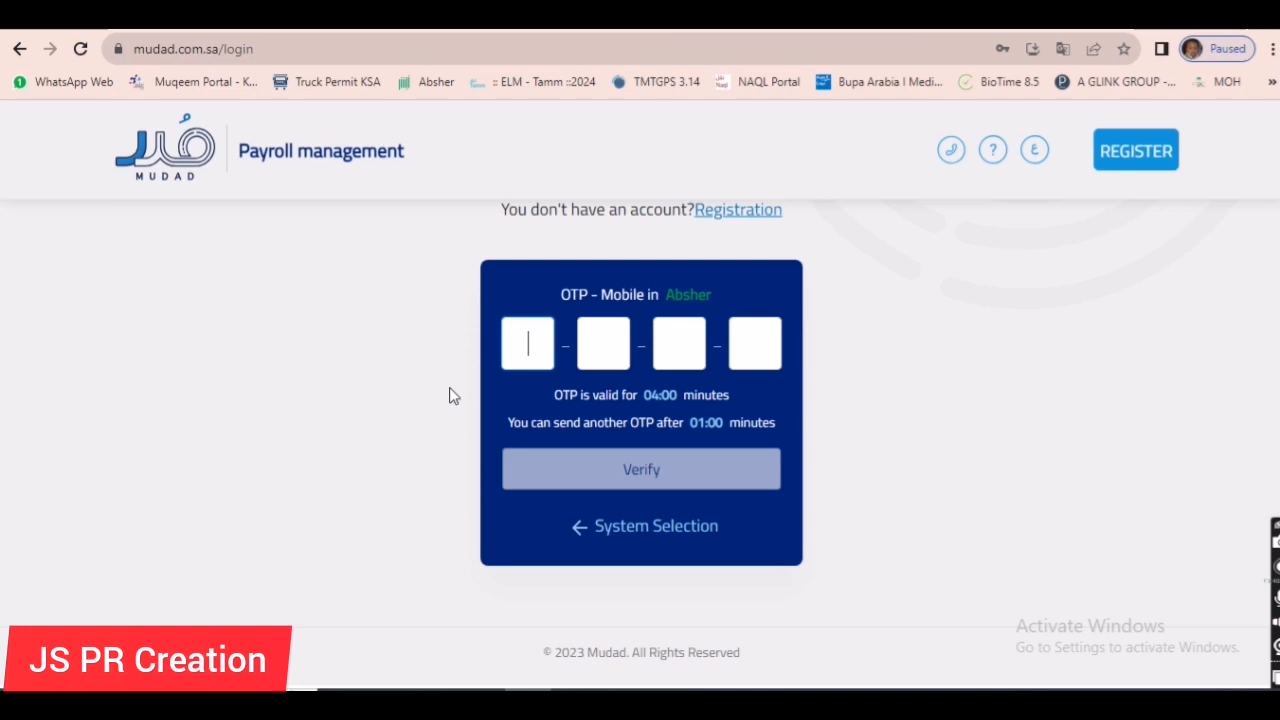 mudad.com.sa/login
Paused
WhatsApp Web
Muqeem Portal - K...
Truck Permit KSA
Absher
:: ELM - Tamm ::2024
TMTGPS 3.14
NAQL Portal
Bupa Arabia I Medi...
BioTime 8.5
A GLINK GROUP -...
MOH
»
مُدد
MUDAD
Payroll management
?
ع
REGISTER
You don't have an account?Registration
OTP - Mobile in Absher
OTP is valid for 04:00 minutes
You can send another OTP after 01:00 minutes
Verify
← System Selection
Activate Windows
Go to Settings to activate Windows.
© 2023 Mudad. All Rights Reserved
JS PR Creation